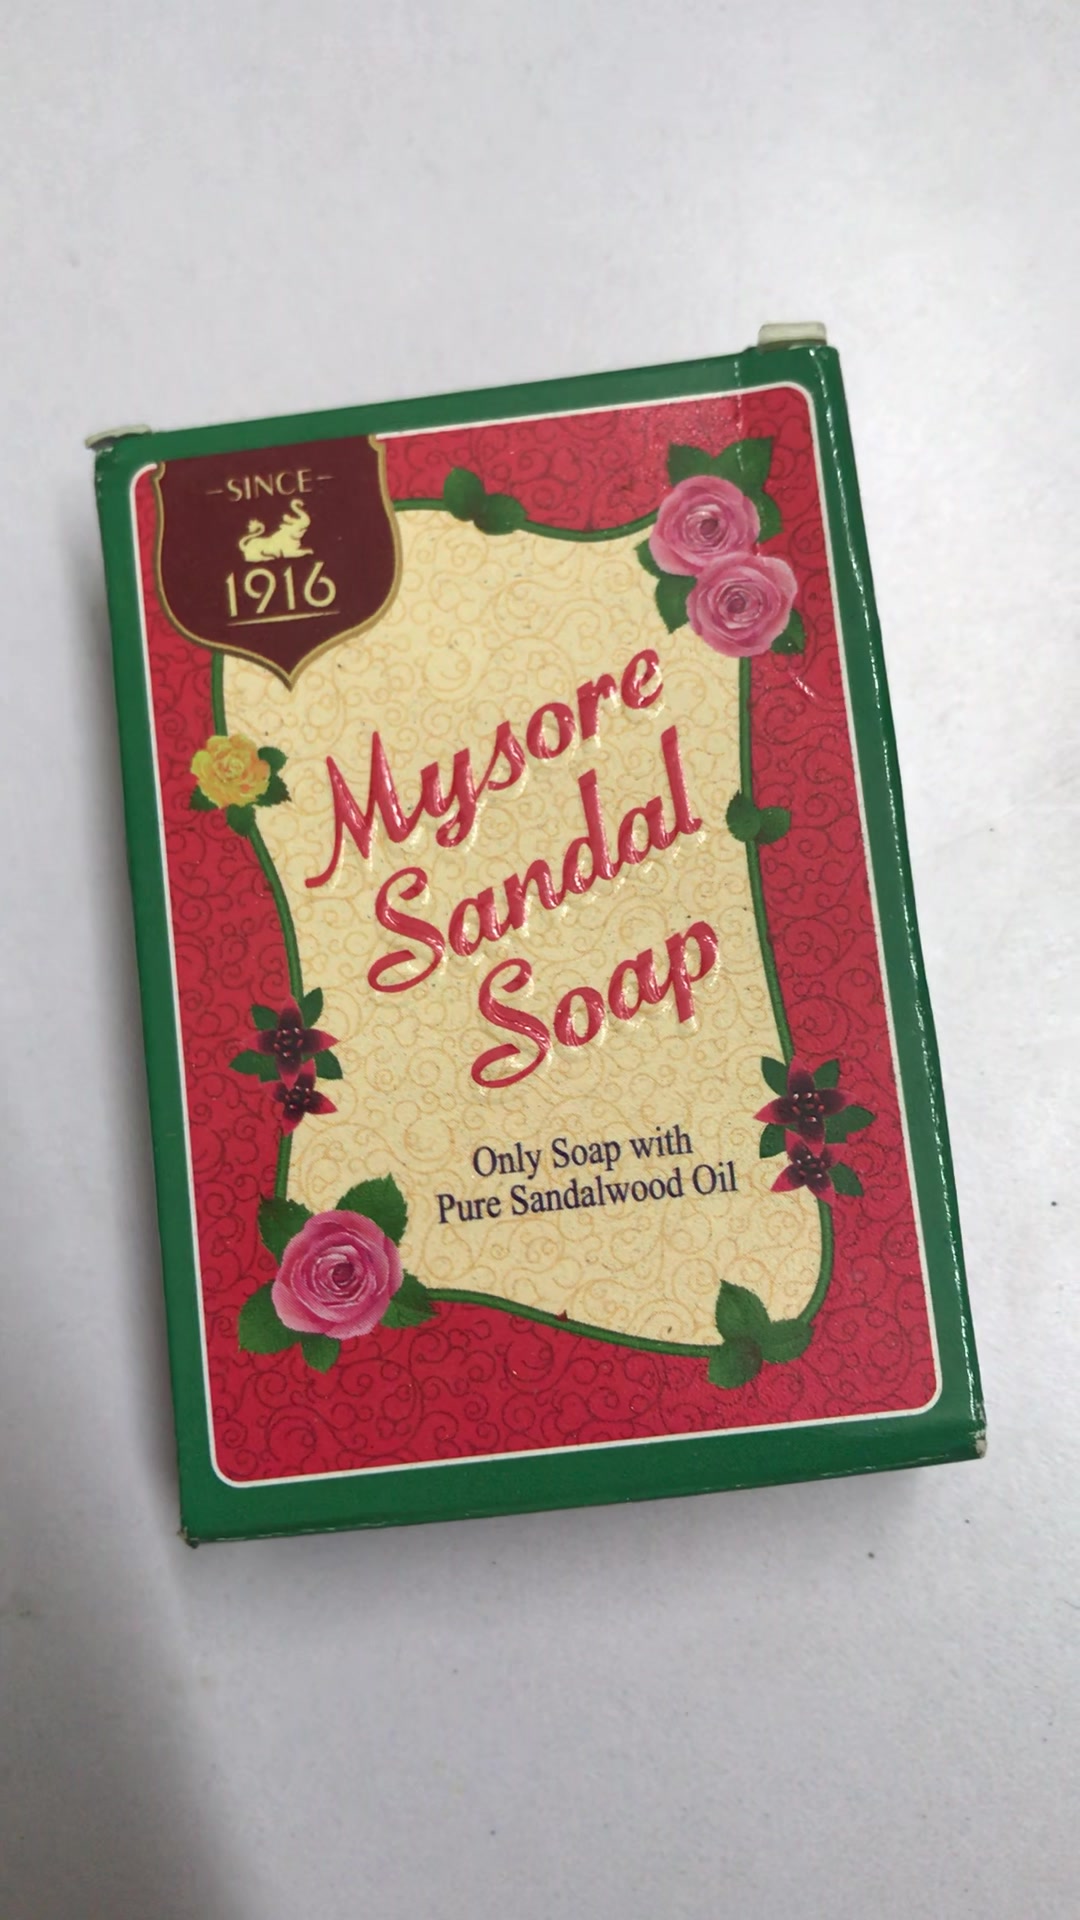 -SINCE-
1916
Mysore
Sandal
Soap
Only Soap with
Pure Sandalwood Oil